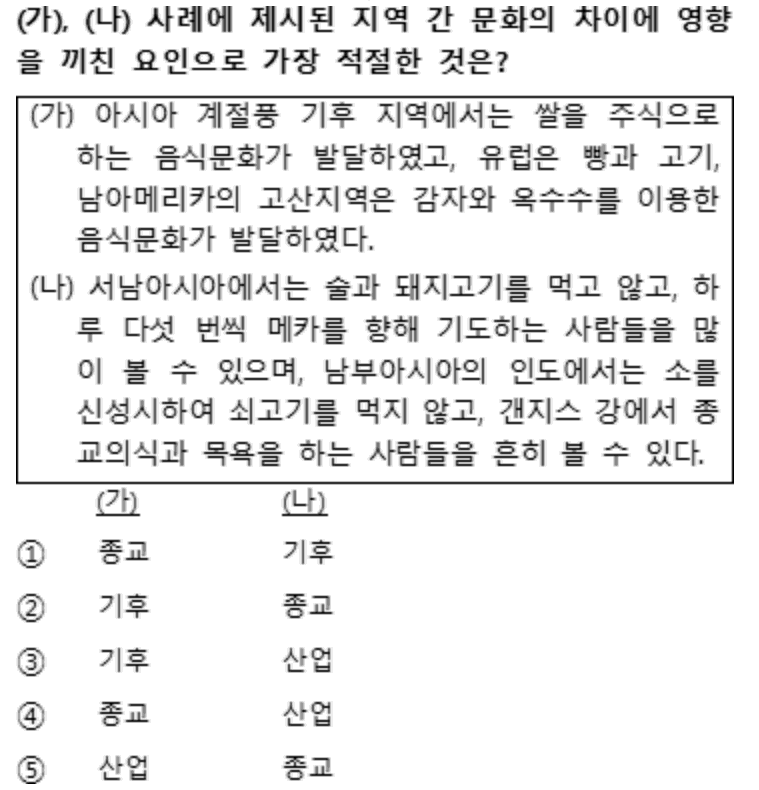 (가), (나) 사례에 제시된 지역 간 문화의 차이에 영향
을 끼친 요인으로 가장 적절한 것은?
(가) 아시아 계절풍 기후 지역에서는 쌀을 주식으로
하는 음식문화가 발달하였고, 유럽은 빵과 고기,
남아메리카의 고산지역은 감자와 옥수수를 이용한
음식문화가 발달하였다.
(나) 서남아시아에서는 술과 돼지고기를 먹고 않고, 하
루 다섯 번씩 메카를 향해 기도하는 사람들을 많
이 볼 수 있으며, 남부아시아의 인도에서는 소를
신성시하여 쇠고기를 먹지 않고, 갠지스 강에서 종
교의식과 목욕을 하는 사람들을 흔히 볼 수 있다.
(가) (나)
① 종교 기후
② 기후 종교
③ 기후 산업
④ 종교 산업
⑤ 산업 종교